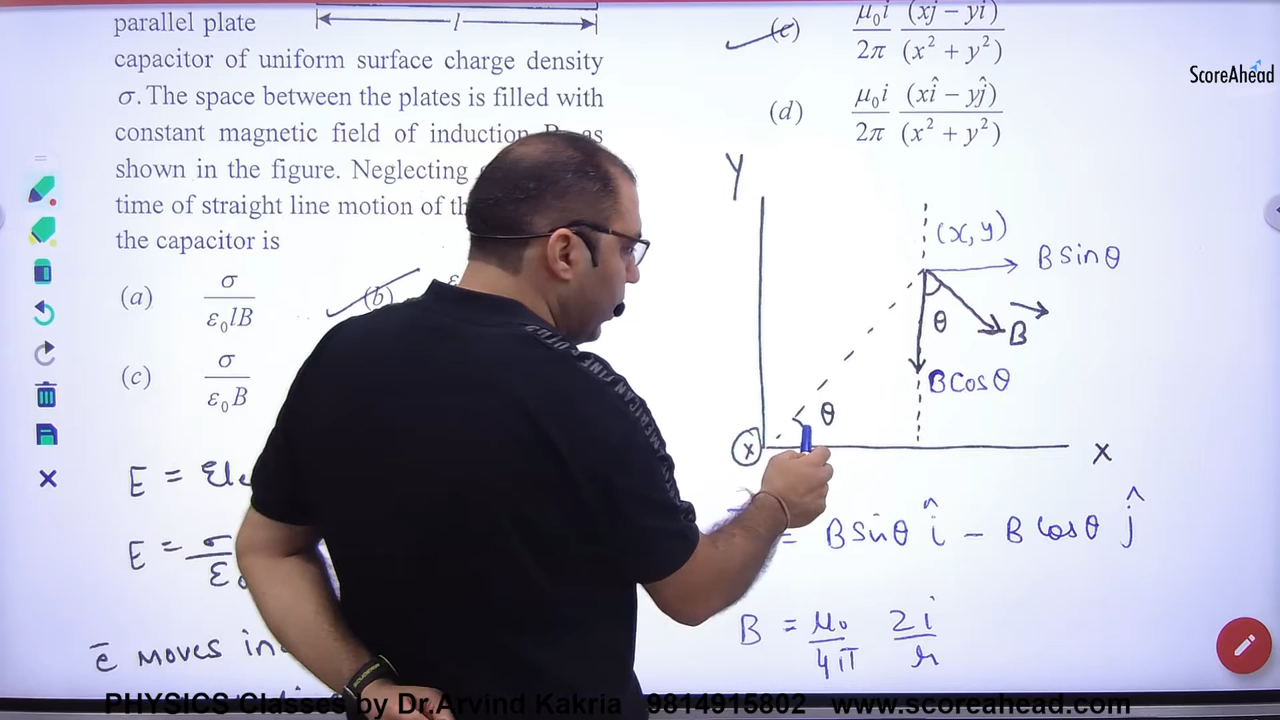 parallel plate
l
capacitor of uniform surface charge density
σ. The space between the plates is filled with
constant magnetic field of induction B, as
shown in the figure. Neglecting
time of straight line motion of th
the capacitor is
(a) σ / ε₀lB
(b)
(c) σ / ε₀B
E =
E = σ / ε₀
e̅ moves in
(c) μ₀i / 2π (xĵ − yî) / (x² + y²)
(d) μ₀i / 2π (xî − yĵ) / (x² + y²)
ScoreAhead
Y
(x, y)
B sin θ
θ
B
B Cos θ
θ
x
X
= B sin θ î − B cos θ ĵ
B = μ₀ / 4π 2i / r
PHYSICS Classes by Dr.Arvind Kakria 9814915802 www.scoreahead.com